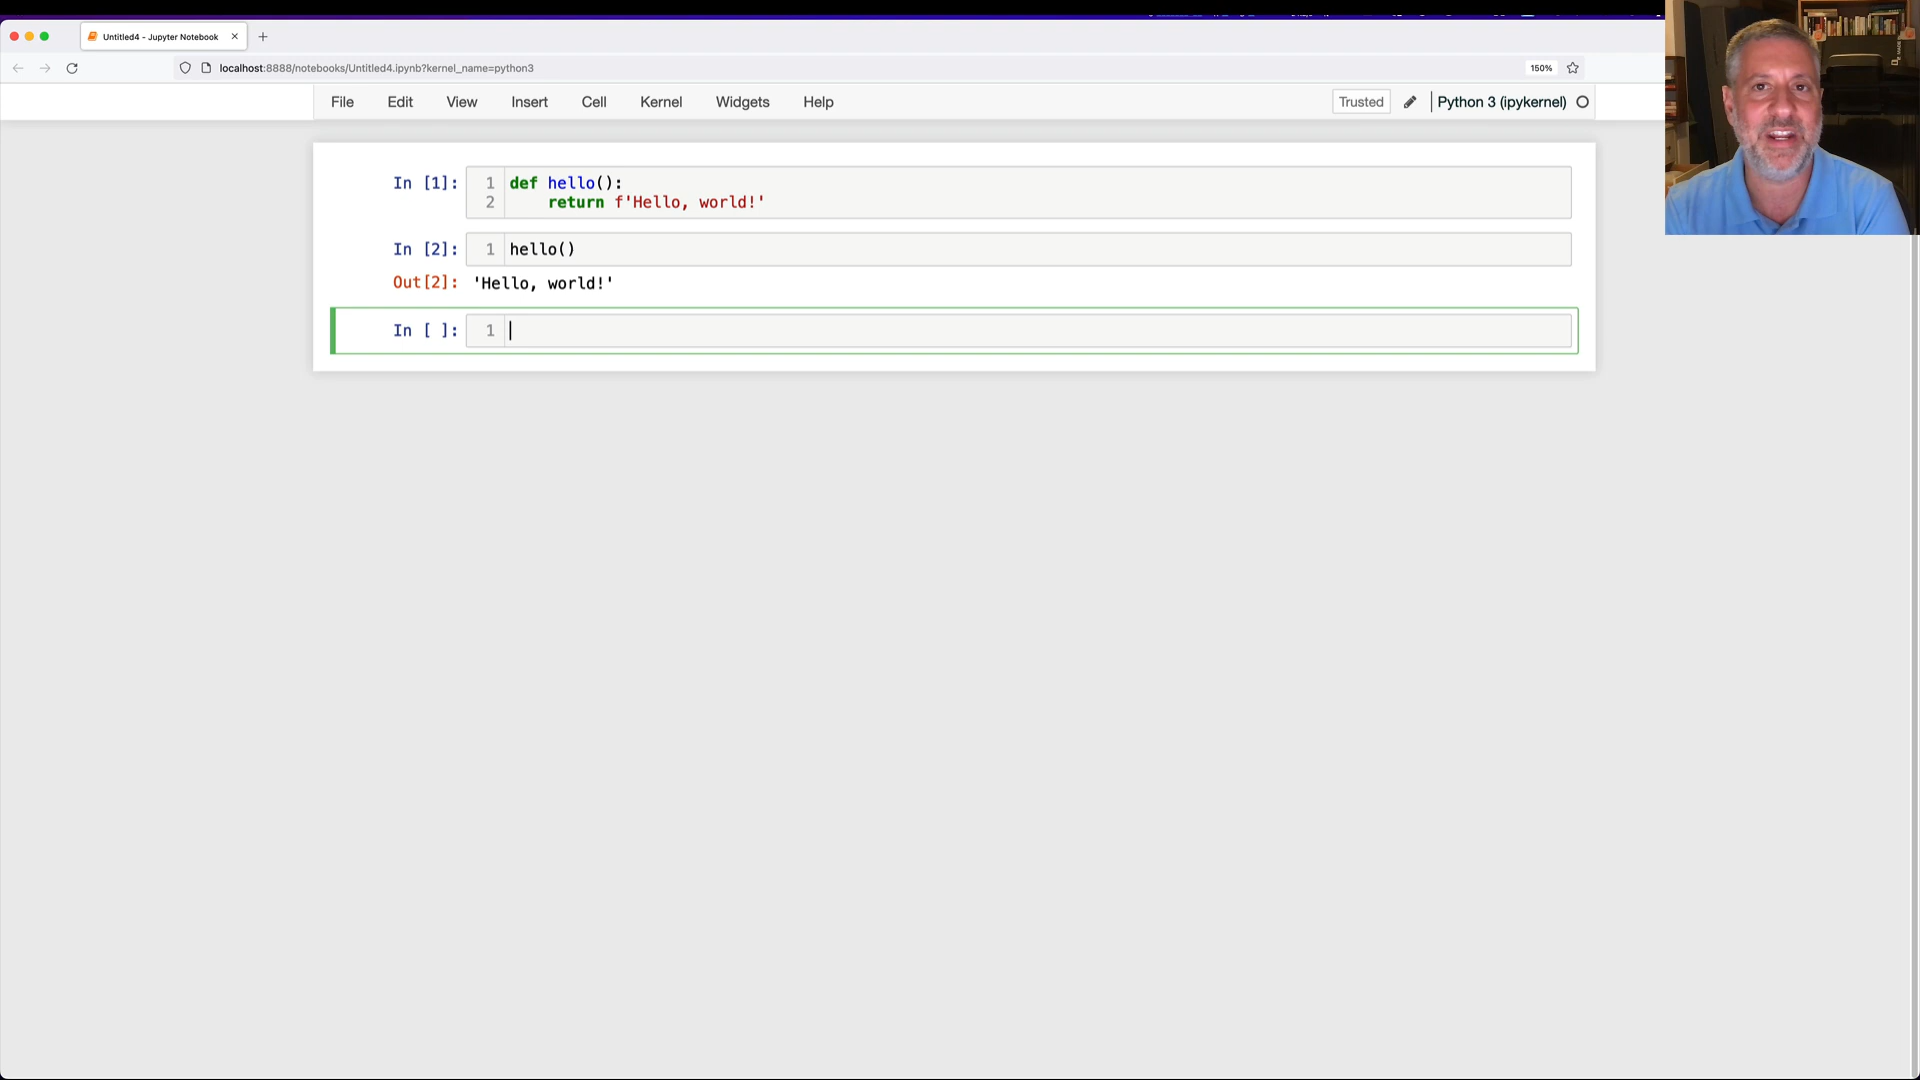 Untitled4 - Jupyter Notebook
localhost:8888/notebooks/Untitled4.ipynb?kernel_name=python3
150%
File Edit View Insert Cell Kernel Widgets Help
Trusted
Python 3 (ipykernel)
In [1]:
1 def hello():
2 return f'Hello, world!'
In [2]:
1 hello()
Out[2]: 'Hello, world!'
In [ ]:
1